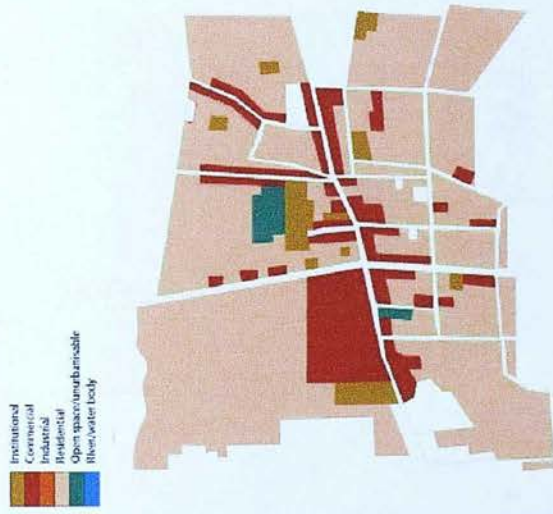 Institutional
Commercial
Industrial
Residential
Open space/unurbanisable
River/water body